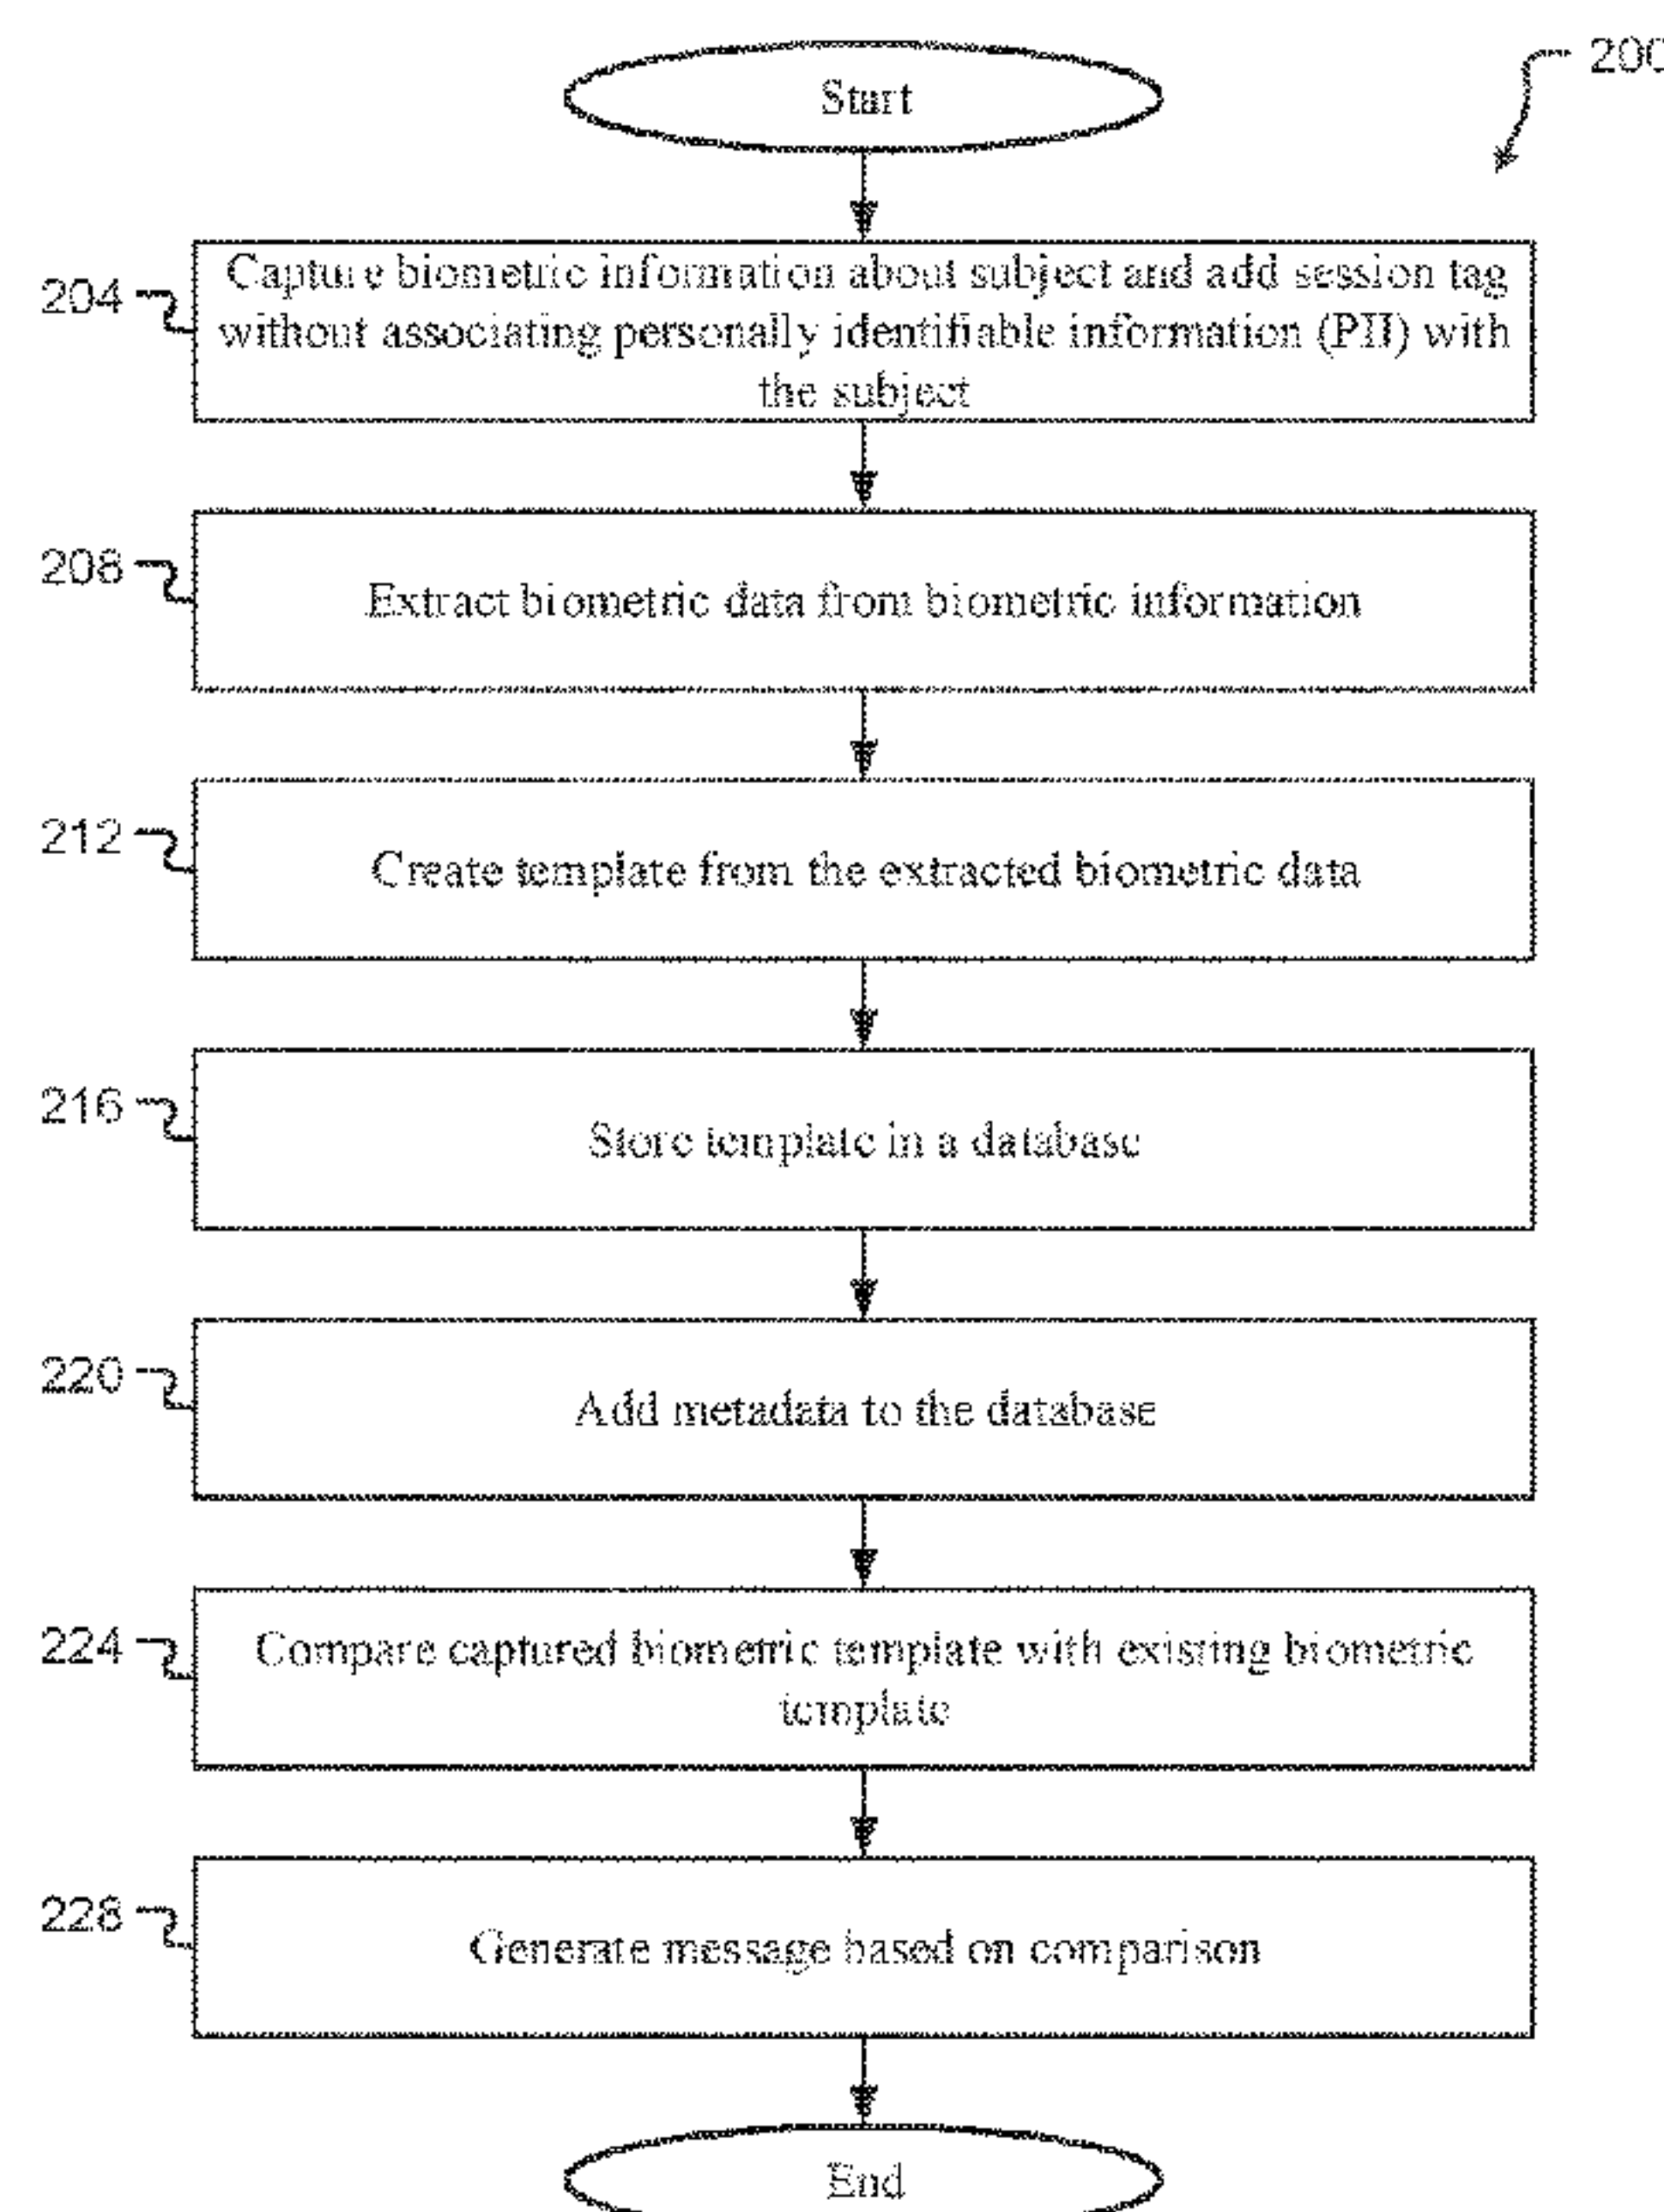 Start
200
204
Capture biometric information about subject and add session tag
without associating personally identifiable information (PII) with
the subject
208
Extract biometric data from biometric information
212
Create template from the extracted biometric data
216
Store template in a database
220
Add metadata to the database
224
Compare captured biometric template with existing biometric
template
228
Generate message based on comparison
End